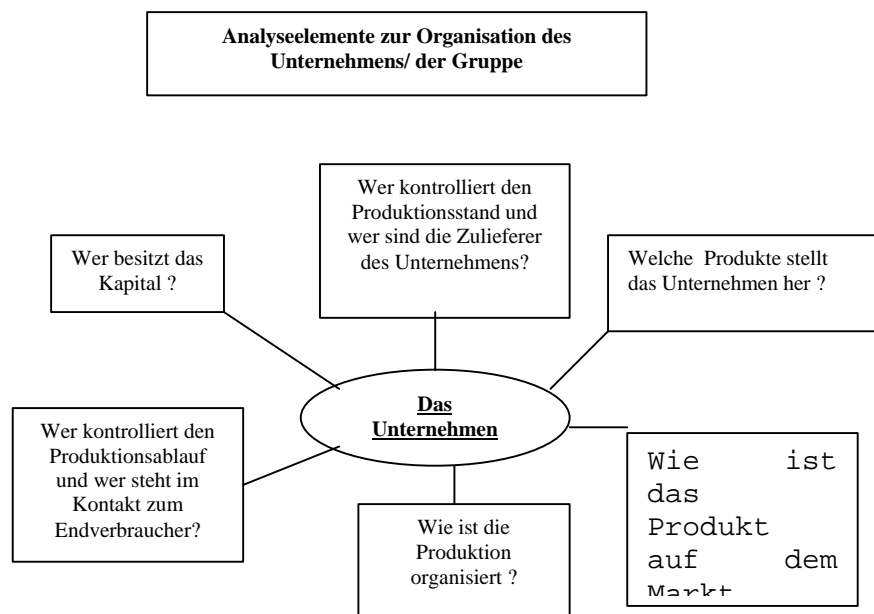 Analyseelemente zur Organisation des
Unternehmens/ der Gruppe
Wer kontrolliert den
Produktionsstand und
wer sind die Zulieferer
des Unternehmens?
Wer besitzt das
Kapital ?
Welche Produkte stellt
das Unternehmen her ?
Das
Unternehmen
Wer kontrolliert den
Produktionsablauf
und wer steht im
Kontakt zum
Endverbraucher?
Wie ist die
Produktion
organisiert ?
Wie ist
das
Produkt
auf dem
Markt